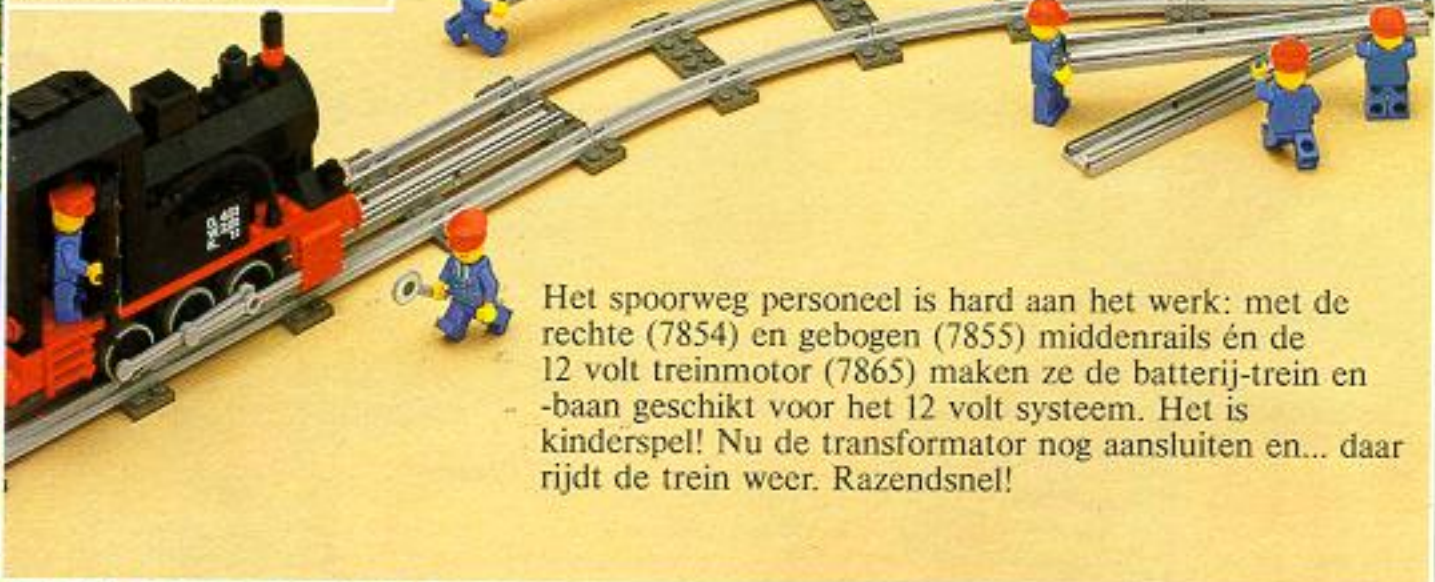 Het spoorweg personeel is hard aan het werk: met de
rechte (7854) en gebogen (7855) middenrails én de
12 volt treinmotor (7865) maken ze de batterij-trein en
-baan geschikt voor het 12 volt systeem. Het is
kinderspel! Nu de transformator nog aansluiten en... daar
rijdt de trein weer. Razendsnel!